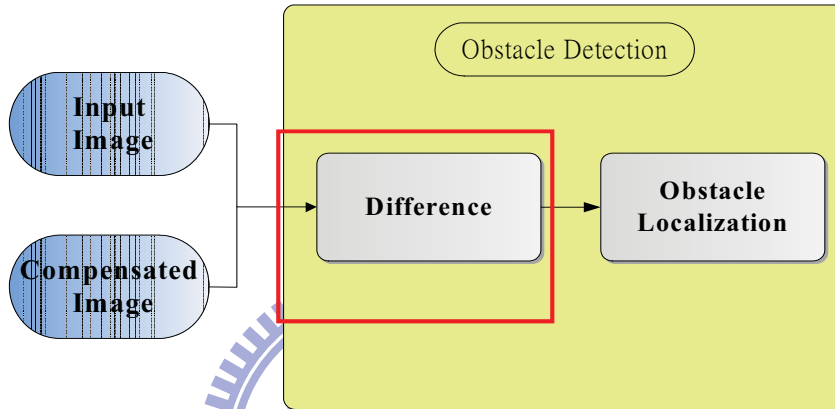 Obstacle Detection
Input
Image
Difference
Obstacle
Localization
Compensated
Image